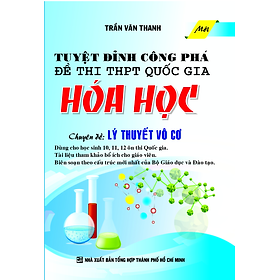 TRẦN VĂN THANH
Mới
TUYỆT ĐỈNH CÔNG PHÁ
ĐỀ THI THPT QUỐC GIA
HÓA HỌC
Chuyên đề: LÝ THUYẾT VÔ CƠ
Dùng cho học sinh 10, 11, 12 ôn thi Quốc gia.
Tài liệu tham khảo bổ ích cho giáo viên.
Biên soạn theo cấu trúc mới nhất của Bộ Giáo dục và Đào tạo.
NHÀ XUẤT BẢN TỔNG HỢP THÀNH PHỐ HỒ CHÍ MINH